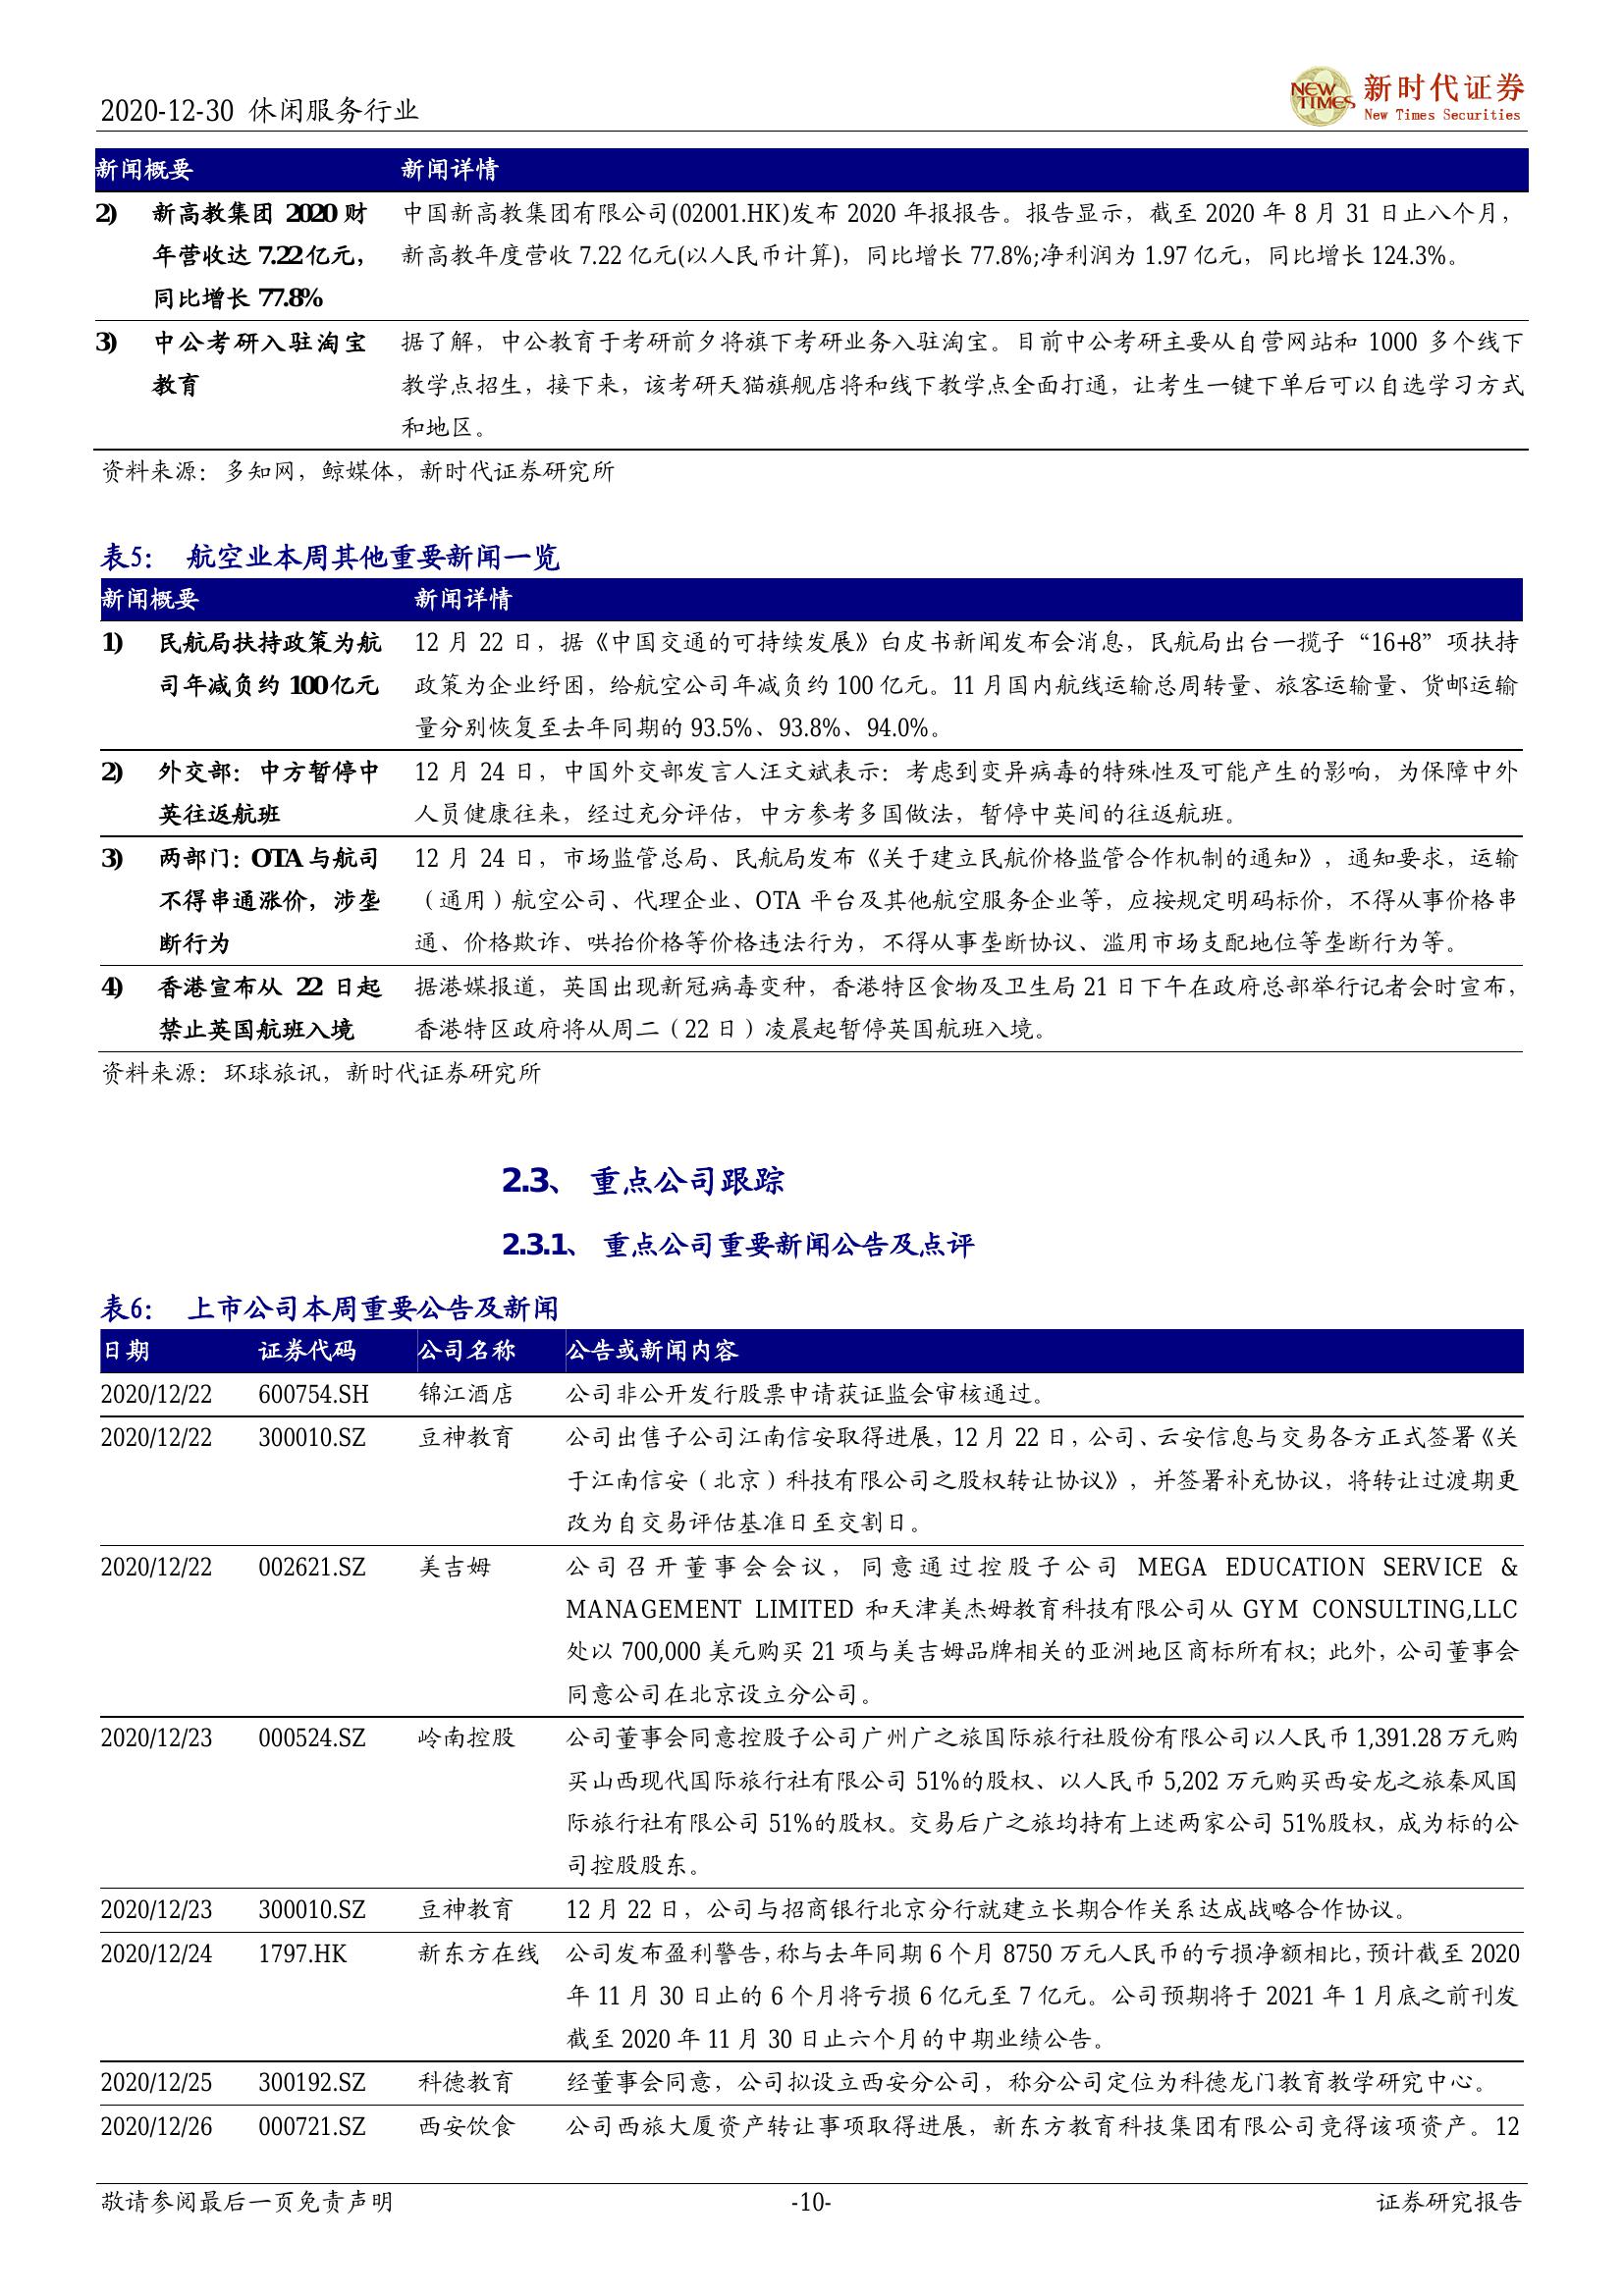 2020-12-30 休闲服务行业
NEW TIMES 新时代证券
New Times Securities
新闻概要 新闻详情
2) 新高教集团 2020 财 中国新高教集团有限公司(02001.HK)发布 2020 年报报告。报告显示，截至 2020 年 8 月 31 日止八个月，
年营收达 7.22 亿元， 新高教年度营收 7.22 亿元(以人民币计算)，同比增长 77.8%;净利润为 1.97 亿元，同比增长 124.3%。
同比增长 77.8%
3) 中公考研入驻淘宝 据了解，中公教育于考研前夕将旗下考研业务入驻淘宝。目前中公考研主要从自营网站和 1000 多个线下
教育 教学点招生，接下来，该考研天猫旗舰店将和线下教学点全面打通，让考生一键下单后可以自选学习方式
和地区。
资料来源：多知网，鲸媒体，新时代证券研究所
表5： 航空业本周其他重要新闻一览
新闻概要 新闻详情
1) 民航局扶持政策为航 12 月 22 日，据《中国交通的可持续发展》白皮书新闻发布会消息，民航局出台一揽子“16+8”项扶持
司年减负约 100 亿元 政策为企业纾困，给航空公司年减负约 100 亿元。11 月国内航线运输总周转量、旅客运输量、货邮运输
量分别恢复至去年同期的 93.5%、93.8%、94.0%。
2) 外交部：中方暂停中 12 月 24 日，中国外交部发言人汪文斌表示：考虑到变异病毒的特殊性及可能产生的影响，为保障中外
英往返航班 人员健康往来，经过充分评估，中方参考多国做法，暂停中英间的往返航班。
3) 两部门：OTA 与航司 12 月 24 日，市场监管总局、民航局发布《关于建立民航价格监管合作机制的通知》，通知要求，运输
不得串通涨价，涉垄 （通用）航空公司、代理企业、OTA 平台及其他航空服务企业等，应按规定明码标价，不得从事价格串
断行为 通、价格欺诈、哄抬价格等价格违法行为，不得从事垄断协议、滥用市场支配地位等垄断行为等。
4) 香港宣布从 22 日起 据港媒报道，英国出现新冠病毒变种，香港特区食物及卫生局 21 日下午在政府总部举行记者会时宣布，
禁止英国航班入境 香港特区政府将从周二（22 日）凌晨起暂停英国航班入境。
资料来源：环球旅讯，新时代证券研究所
2.3、 重点公司跟踪
2.3.1、 重点公司重要新闻公告及点评
表6： 上市公司本周重要公告及新闻
日期 证券代码 公司名称 公告或新闻内容
2020/12/22 600754.SH 锦江酒店 公司非公开发行股票申请获证监会审核通过。
2020/12/22 300010.SZ 豆神教育 公司出售子公司江南信安取得进展，12 月 22 日，公司、云安信息与交易各方正式签署《关
于江南信安（北京）科技有限公司之股权转让协议》，并签署补充协议，将转让过渡期更
改为自交易评估基准日至交割日。
2020/12/22 002621.SZ 美吉姆 公司召开董事会会议，同意通过控股子公司 MEGA EDUCATION SERVICE &
MANAGEMENT LIMITED 和天津美杰姆教育科技有限公司从 GYM CONSULTING,LLC
处以 700,000 美元购买 21 项与美吉姆品牌相关的亚洲地区商标所有权；此外，公司董事会
同意公司在北京设立分公司。
2020/12/23 000524.SZ 岭南控股 公司董事会同意控股子公司广州广之旅国际旅行社股份有限公司以人民币 1,391.28 万元购
买山西现代国际旅行社有限公司 51%的股权、以人民币 5,202 万元购买西安龙之旅秦风国
际旅行社有限公司 51%的股权。交易后广之旅均持有上述两家公司 51%股权，成为标的公
司控股股东。
2020/12/23 300010.SZ 豆神教育 12 月 22 日，公司与招商银行北京分行就建立长期合作关系达成战略合作协议。
2020/12/24 1797.HK 新东方在线 公司发布盈利警告，称与去年同期 6 个月 8750 万元人民币的亏损净额相比，预计截至 2020
年 11 月 30 日止的 6 个月将亏损 6 亿元至 7 亿元。公司预期将于 2021 年 1 月底之前刊发
截至 2020 年 11 月 30 日止六个月的中期业绩公告。
2020/12/25 300192.SZ 科德教育 经董事会同意，公司拟设立西安分公司，称分公司定位为科德龙门教育教学研究中心。
2020/12/26 000721.SZ 西安饮食 公司西旅大厦资产转让事项取得进展，新东方教育科技集团有限公司竞得该项资产。12
敬请参阅最后一页免责声明 -10- 证券研究报告